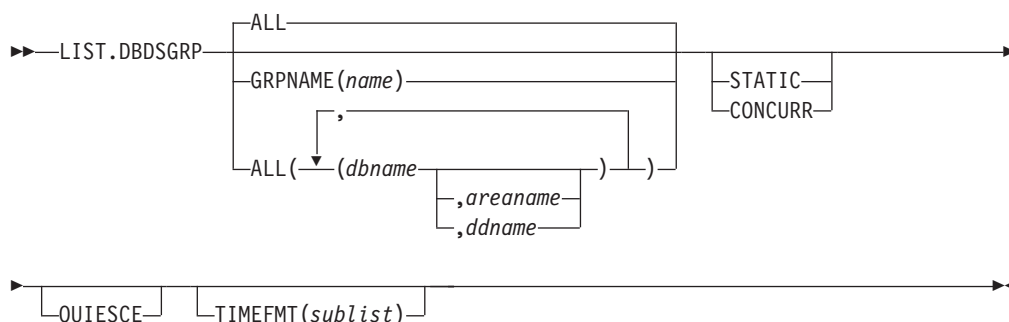 ALL
LIST.DBDSGRP
GRPNAME(name)
STATIC
CONCURR
,
ALL( (dbname ) )
,areaname
,ddname
QUIESCE
TIMEFMT(sublist)